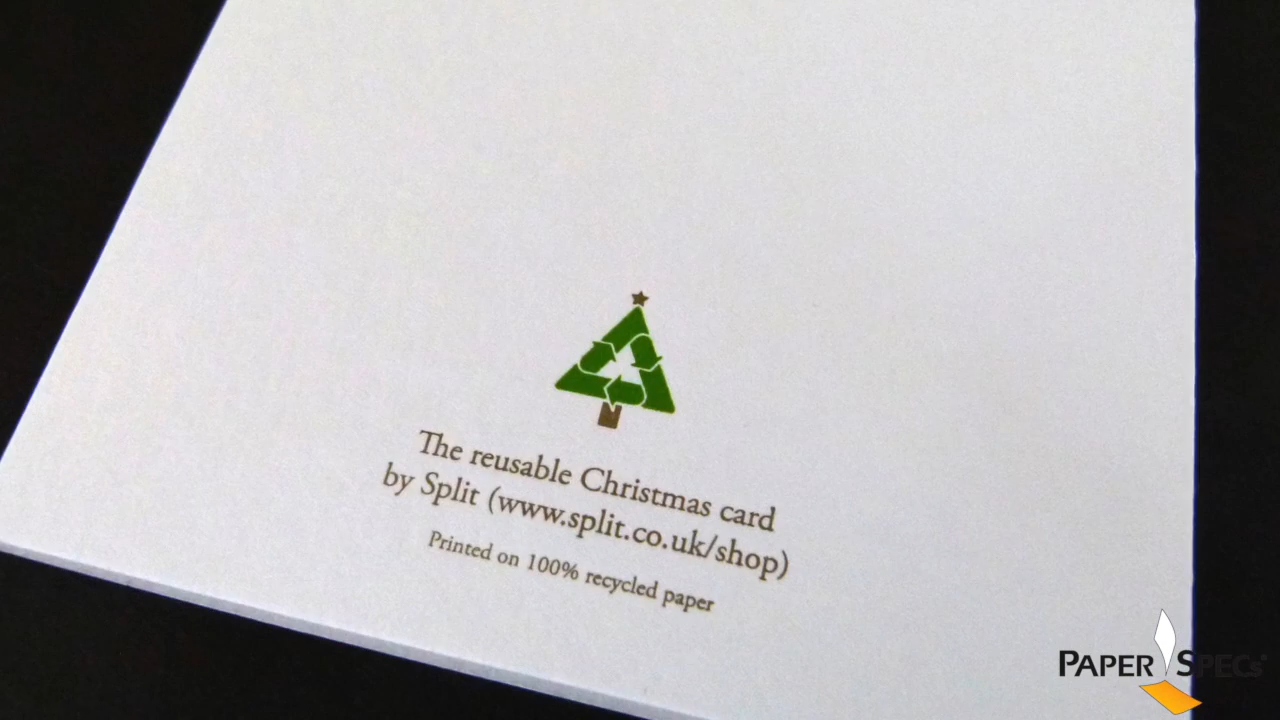 The reusable Christmas card
by Split (www.split.co.uk/shop)
Printed on 100% recycled paper
PAPER SPECS